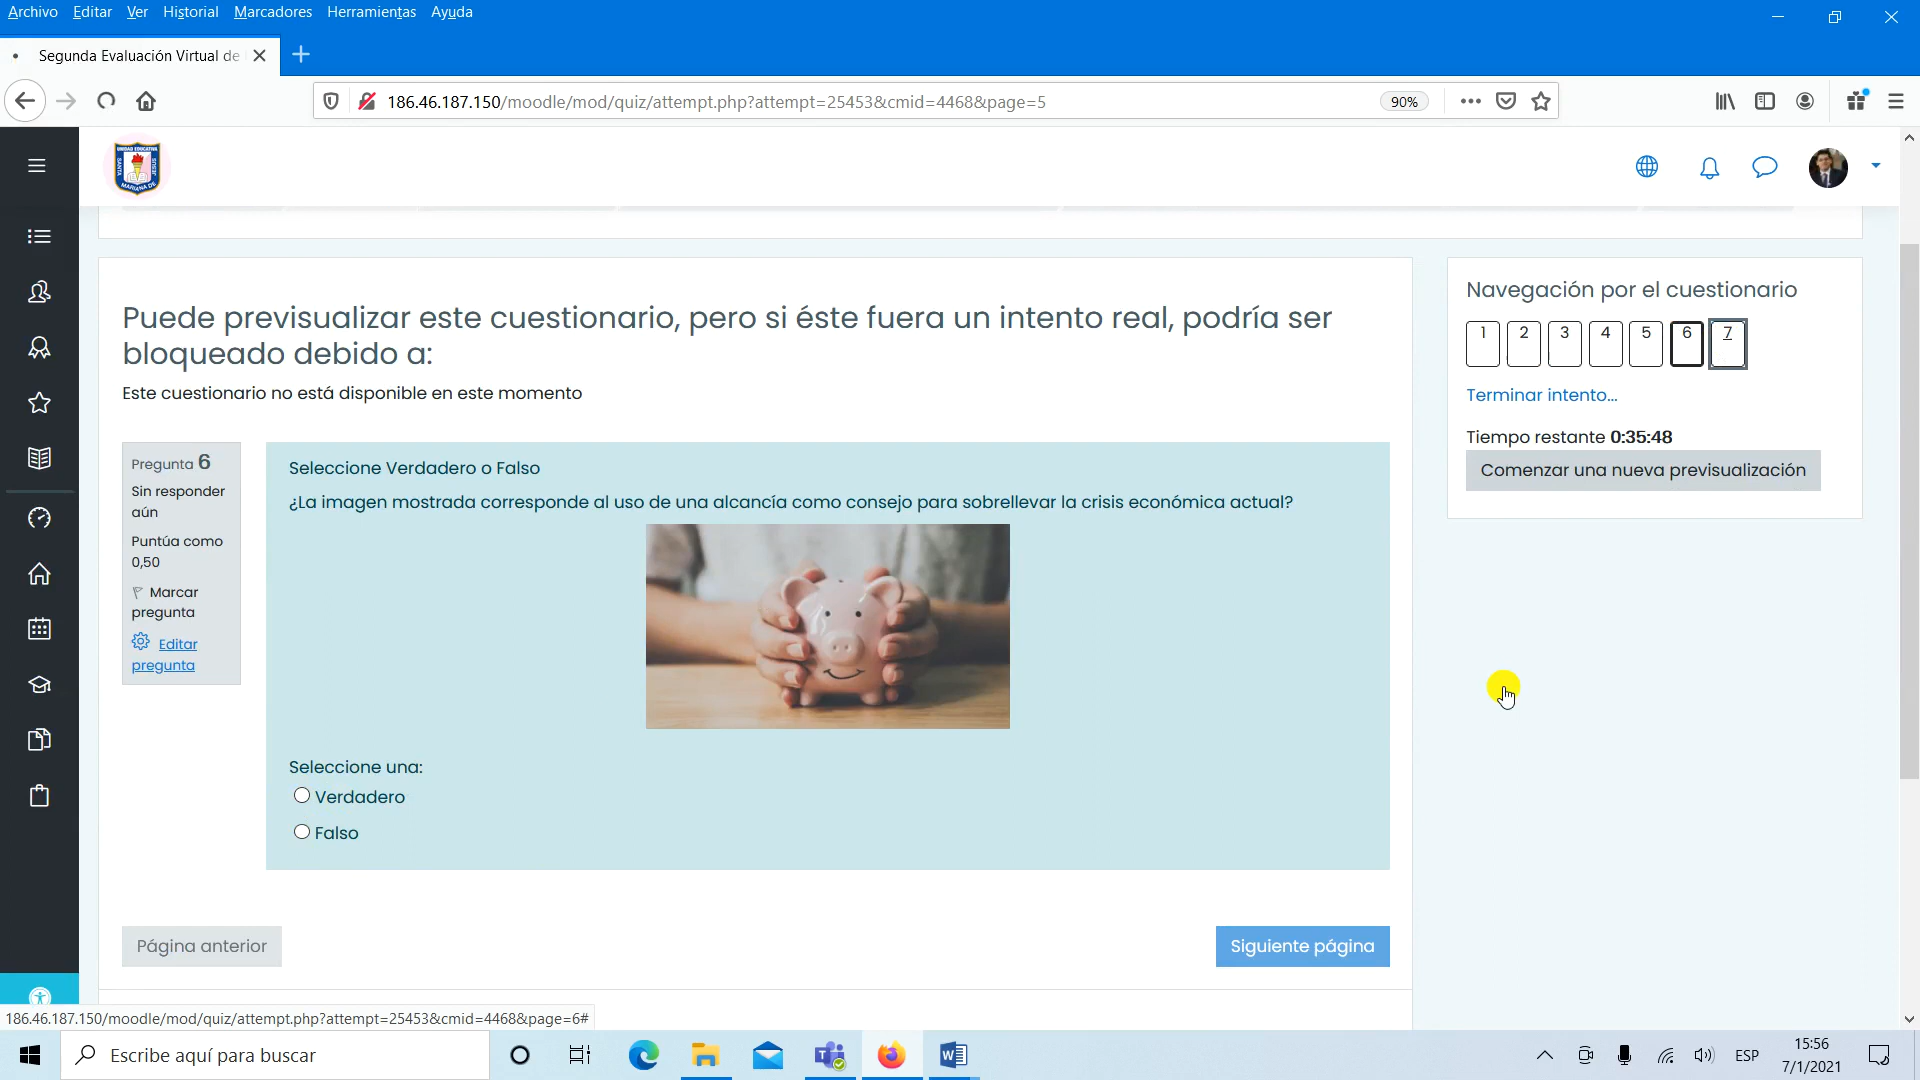 Archivo Editar Ver Historial Marcadores Herramientas Ayuda
Segunda Evaluación Virtual de
186.46.187.150/moodle/mod/quiz/attempt.php?attempt=25453&cmid=4468&page=5
90%
UNIDAD EDUCATIVA
SANTA MARIANA DE JESUS
Puede previsualizar este cuestionario, pero si éste fuera un intento real, podría ser
bloqueado debido a:
Este cuestionario no está disponible en este momento
Pregunta 6
Sin responder
aún
Puntúa como
0,50
Marcar
pregunta
Editar
pregunta
Seleccione Verdadero o Falso
¿La imagen mostrada corresponde al uso de una alcancía como consejo para sobrellevar la crisis económica actual?
Seleccione una:
Verdadero
Falso
Página anterior
Siguiente página
Navegación por el cuestionario
1 2 3 4 5 6 7
Terminar intento...
Tiempo restante 0:35:48
Comenzar una nueva previsualización
186.46.187.150/moodle/mod/quiz/attempt.php?attempt=25453&cmid=4468&page=6#
Escribe aquí para buscar
ESP
15:56
7/1/2021